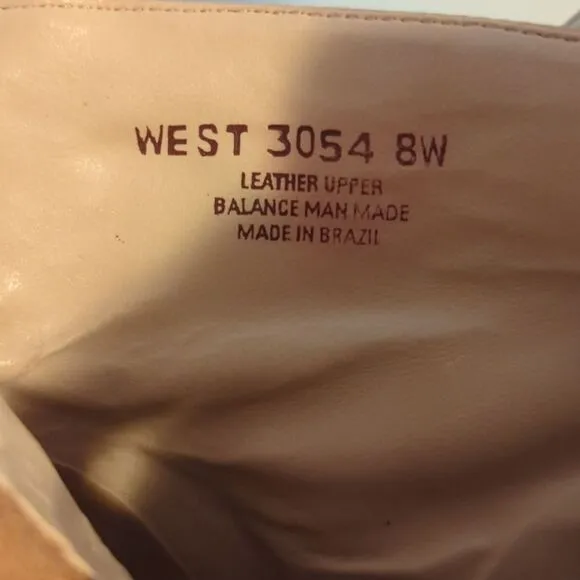 WEST 3054 8W
LEATHER UPPER
BALANCE MAN MADE
MADE IN BRAZIL